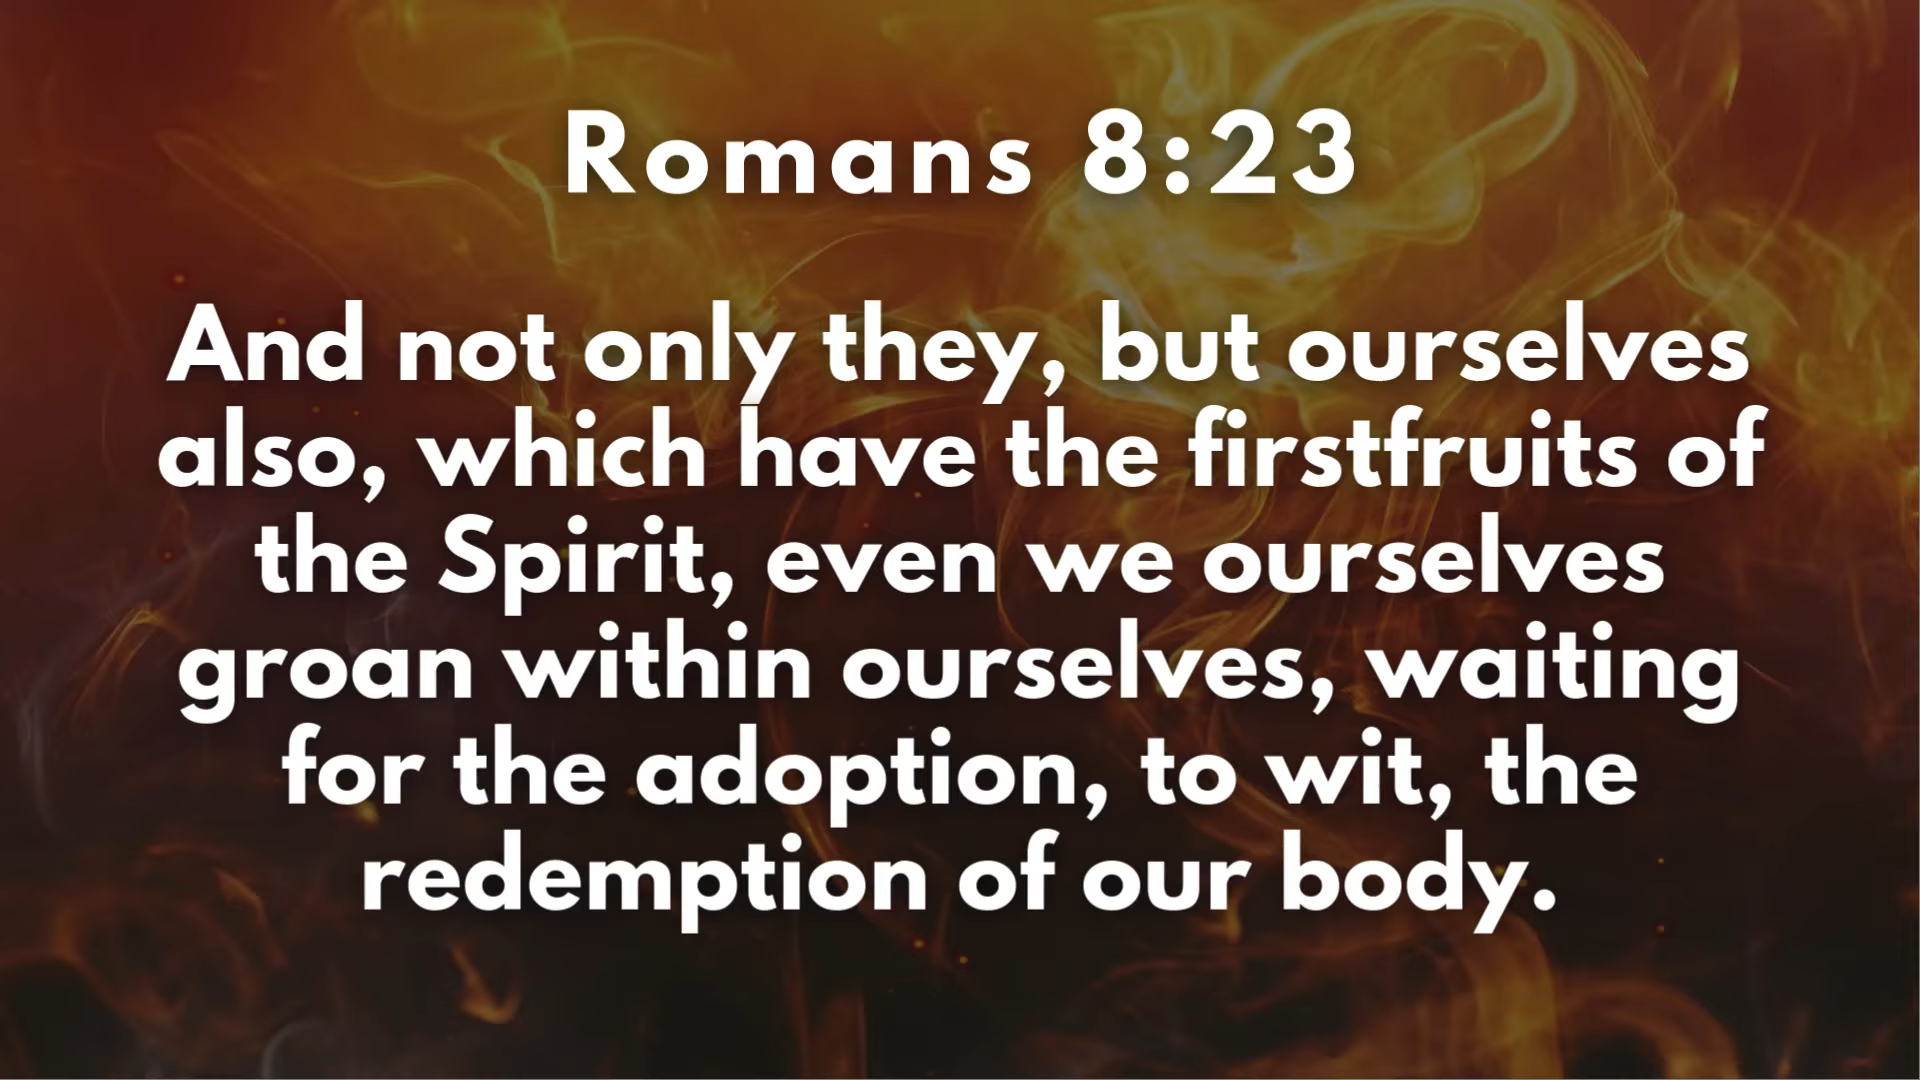 Romans 8:23
And not only they, but ourselves
also, which have the firstfruits of
the Spirit, even we ourselves
groan within ourselves, waiting
for the adoption, to wit, the
redemption of our body.